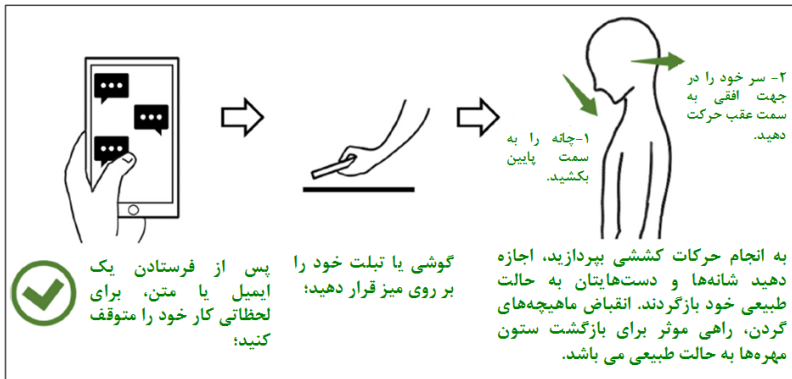 پس از فرستادن یک
ایمیل یا متن، برای
لحظاتی کار خود را متوقف
کنید؛
گوشی یا تبلت خود را
بر روی میز قرار دهید؛
۱-چانه را به
سمت پایین
بکشید.
۲- سر خود را در
جهت افقی به
سمت عقب حرکت
دهید.
به انجام حرکات کششی بپردازید، اجازه
دهید شانه‌ها و دست‌هایتان به حالت
طبیعی خود بازگردند. انقباض ماهیچه‌های
گردن، راهی موثر برای بازگشت ستون
مهره‌ها به حالت طبیعی می باشد.